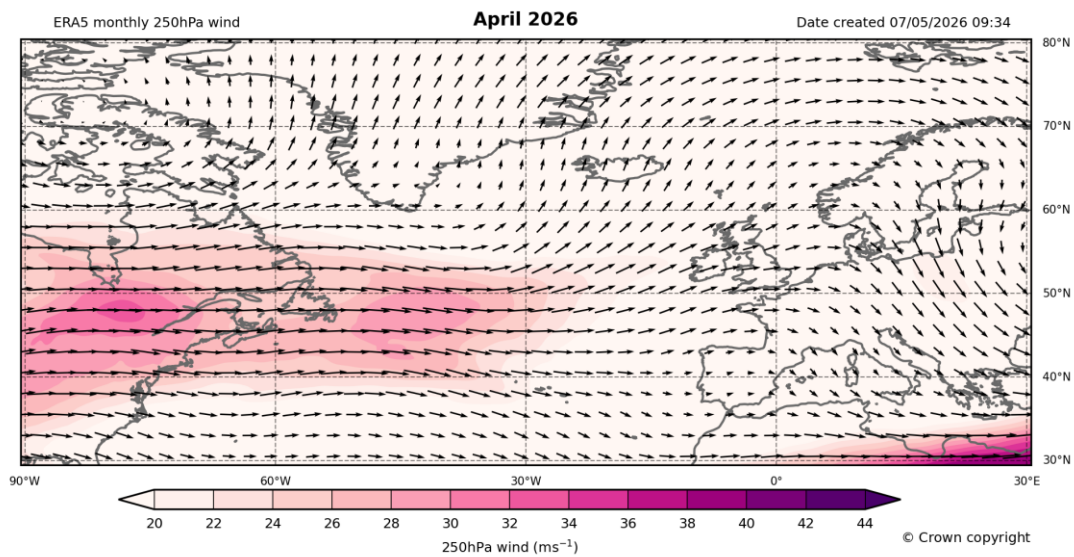 ERA5 monthly 250hPa wind
April 2026
Date created 07/05/2026 09:34
80°N
70°N
60°N
50°N
40°N
30°N
90°W 60°W 30°W 0° 30°E
20 22 24 26 28 30 32 34 36 38 40 42 44
250hPa wind (ms⁻¹)
© Crown copyright